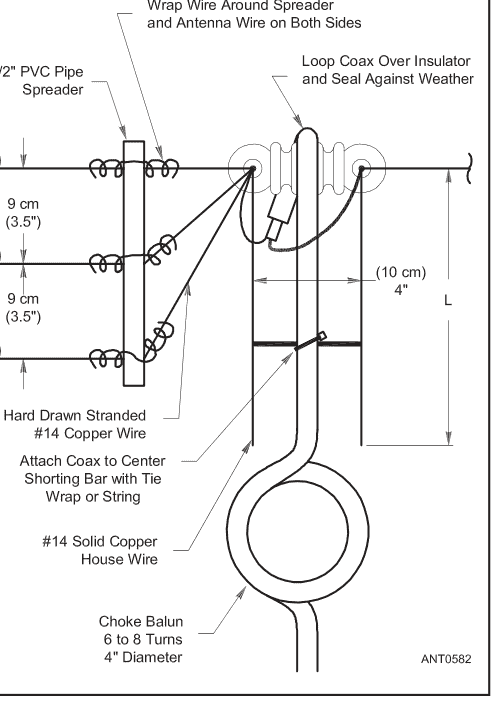 Wrap Wire Around Spreader
and Antenna Wire on Both Sides
Loop Coax Over Insulator
and Seal Against Weather
/2" PVC Pipe
Spreader
9 cm
(3.5")
(10 cm)
4"
L
9 cm
(3.5")
Hard Drawn Stranded
#14 Copper Wire
Attach Coax to Center
Shorting Bar with Tie
Wrap or String
#14 Solid Copper
House Wire
Choke Balun
6 to 8 Turns
4" Diameter
ANT0582